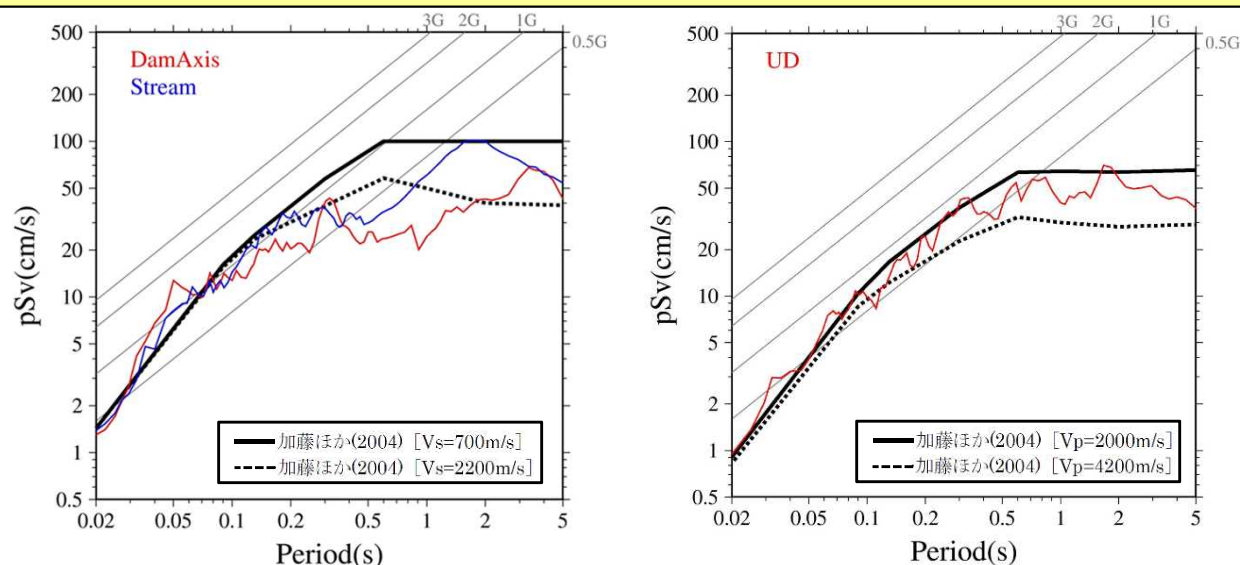 3G 2G 1G
0.5G
500
200
100
50
20
10
5
2
1
0.5
pSv(cm/s)
DamAxis
Stream
加藤ほか(2004) [Vs=700m/s]
加藤ほか(2004) [Vs=2200m/s]
0.02 0.05 0.1 0.2 0.5 1 2 5
Period(s)
3G 2G 1G
0.5G
500
200
100
50
20
10
5
2
1
0.5
pSv(cm/s)
UD
加藤ほか(2004) [Vp=2000m/s]
加藤ほか(2004) [Vp=4200m/s]
0.02 0.05 0.1 0.2 0.5 1 2 5
Period(s)